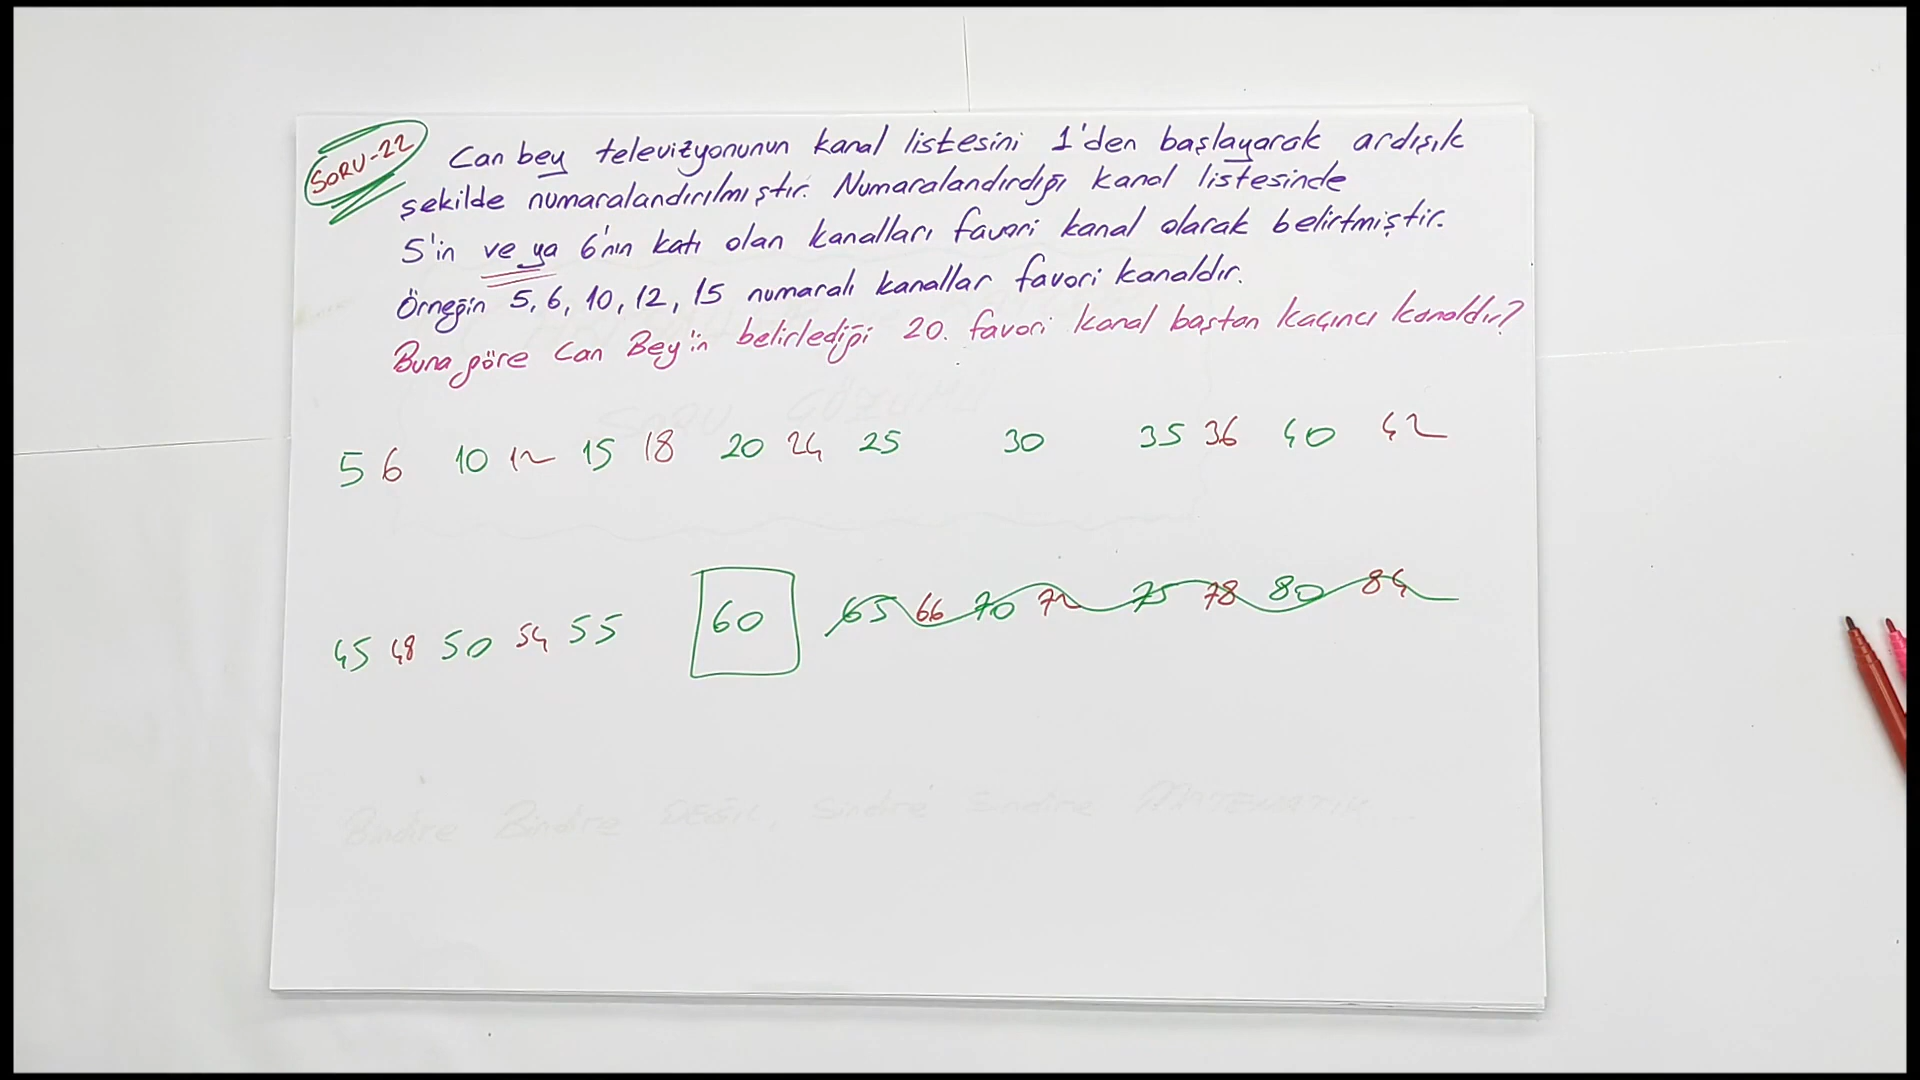 SORU-22
Can bey televizyonunun kanal listesini 1'den başlayarak ardışık
şekilde numaralandırılmıştır. Numaralandırdığı kanal listesinde
5'in ve ya 6'nın katı olan kanalları favori kanal olarak belirtmiştir.
Örneğin 5, 6, 10, 12, 15 numaralı kanallar favori kanaldır.
Buna göre Can Bey'in belirlediği 20. favori kanal baştan kaçıncı kanaldır?
5 6 10 12 15 18 20 24 25 30 35 36 40 42
45 48 50 54 55 60 65 66 70 72 75 78 80 84